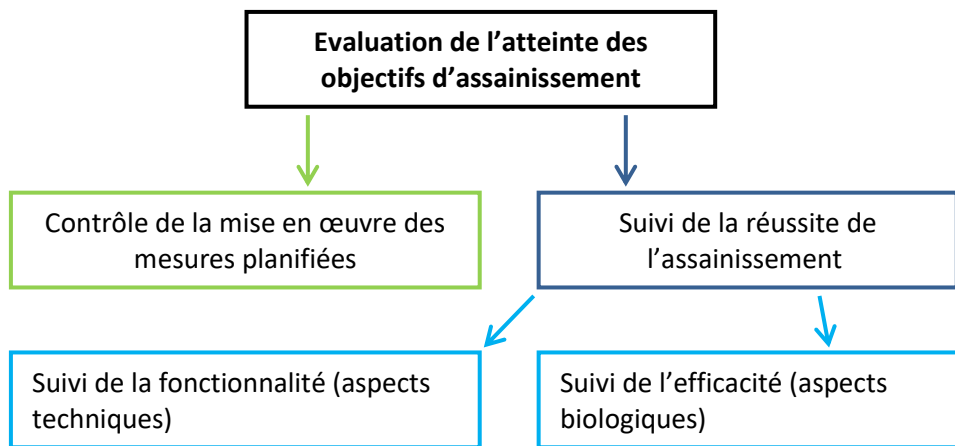 Evaluation de l’atteinte des
objectifs d’assainissement
Contrôle de la mise en œuvre des
mesures planifiées
Suivi de la réussite de
l’assainissement
Suivi de la fonctionnalité (aspects
techniques)
Suivi de l’efficacité (aspects
biologiques)